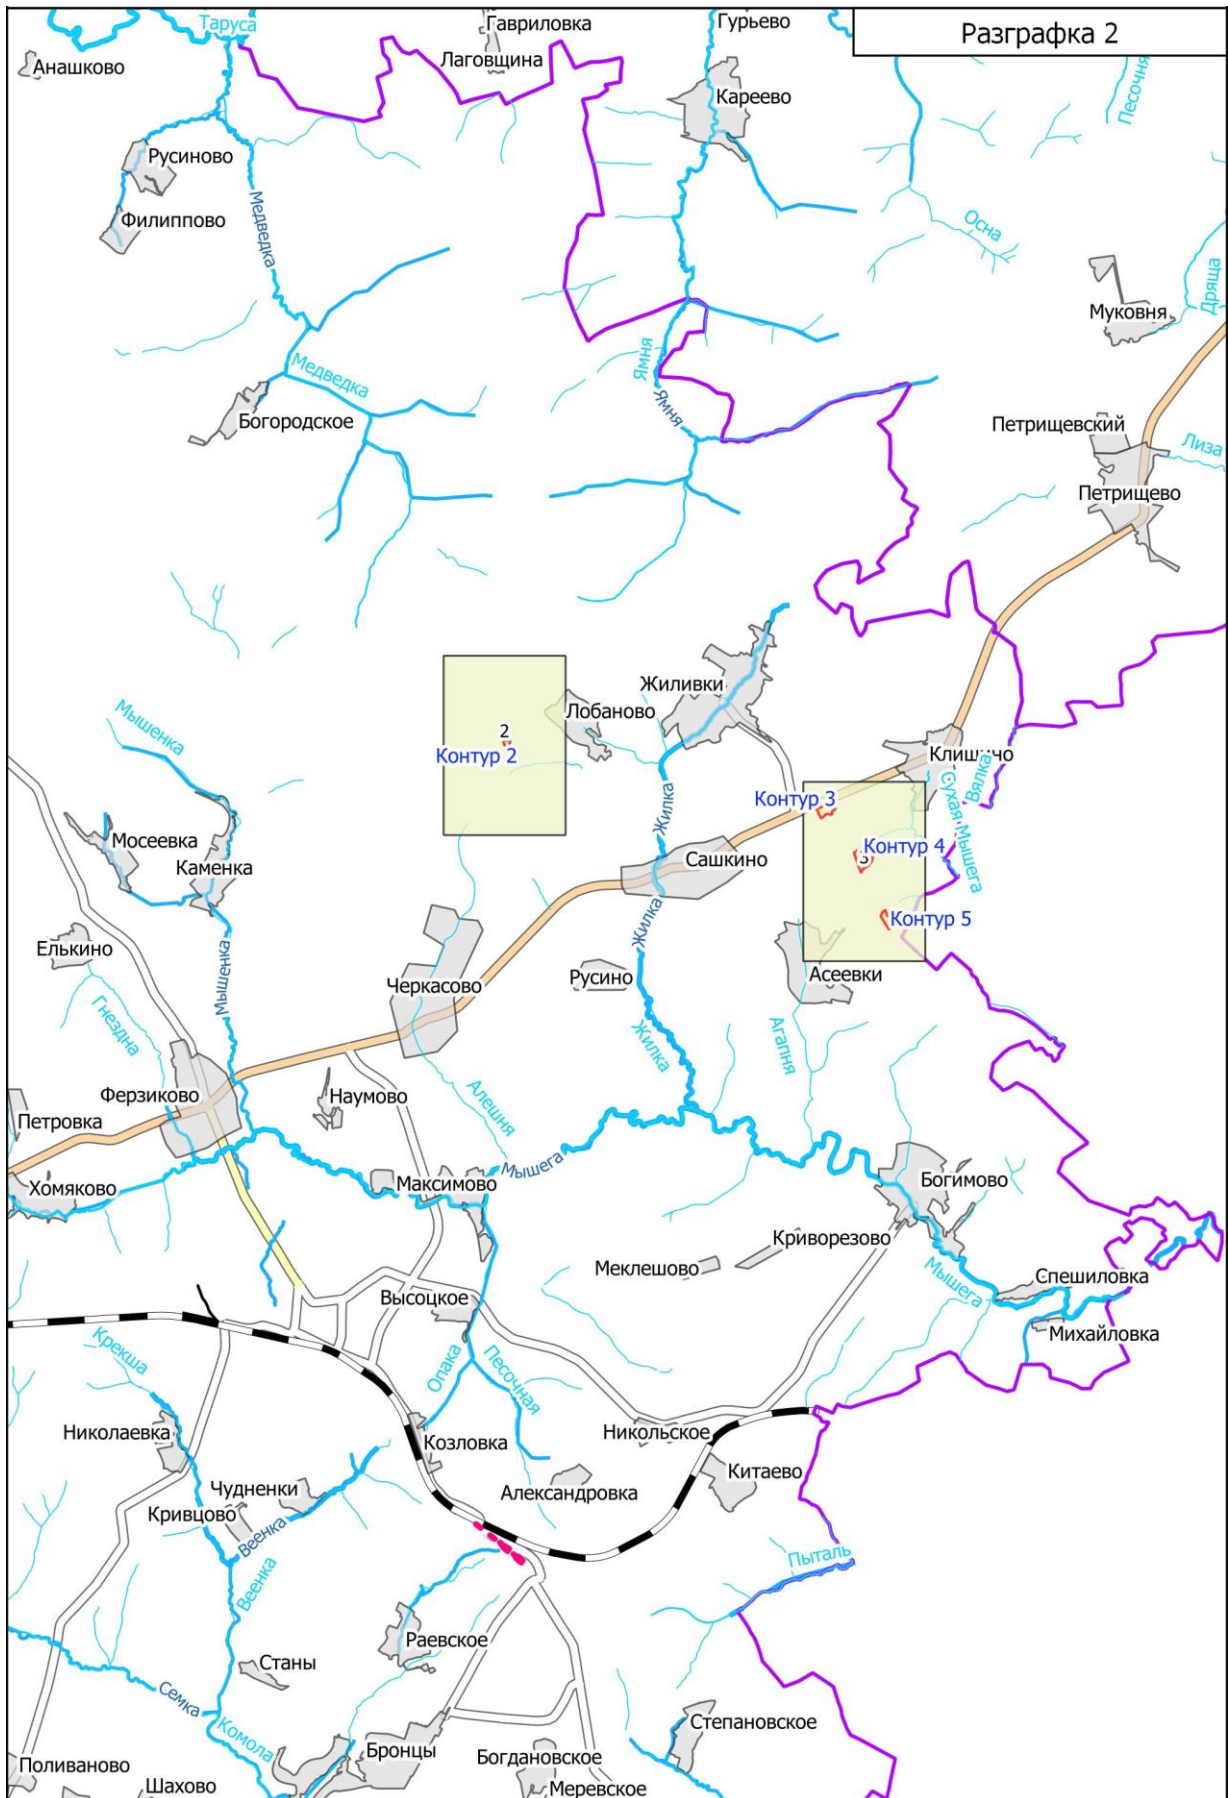 Разграфка 2
Таруса
Гавриловка
Гурьево
Лаговщина
Анашково
Кареево
Песочня
Русиново
Филиппово
Медведка
Осна
Дряща
Муковня
Ямня
Медведка
Ямня
Богородское
Петрищевский
Лиза
Петрищево
Жиливки
Мышенка
Лобаново
2
Контур 2
Клишино
Вялка
Сухая Мышега
Контур 3
Жилка
Мосеевка
Каменка
Сашкино
Контур 4
3
Контур 5
Жилка
Елькино
Мышенка
Черкасово
Русино
Асеевки
Гнездна
Жилка
Агапня
Ферзиково
Наумово
Алешня
Петровка
Мышега
Хомяково
Максимово
Богимово
Криворезово
Меклешово
Мышега
Спешиловка
Высоцкое
Михайловка
Крекша
Опака
Песочная
Николаевка
Козловка
Никольское
Китаево
Чудненки
Александровка
Кривцово
Веенка
Веенка
Пыталь
Раевское
Станы
Семка
Комола
Степановское
Бронцы
Богдановское
Поливаново
Шахово
Меревское